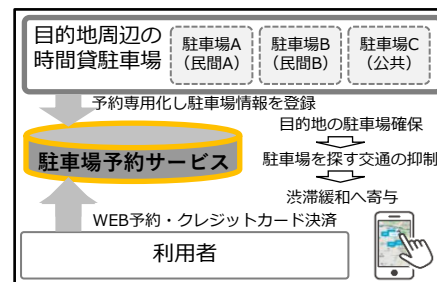 目的地周辺の
時間貸駐車場
駐車場A
（民間A）
駐車場B
（民間B）
駐車場C
（公共）
予約専用化し駐車場情報を登録
目的地の駐車場確保
駐車場予約サービス
駐車場を探す交通の抑制
渋滞緩和へ寄与
WEB予約・クレジットカード決済
利用者